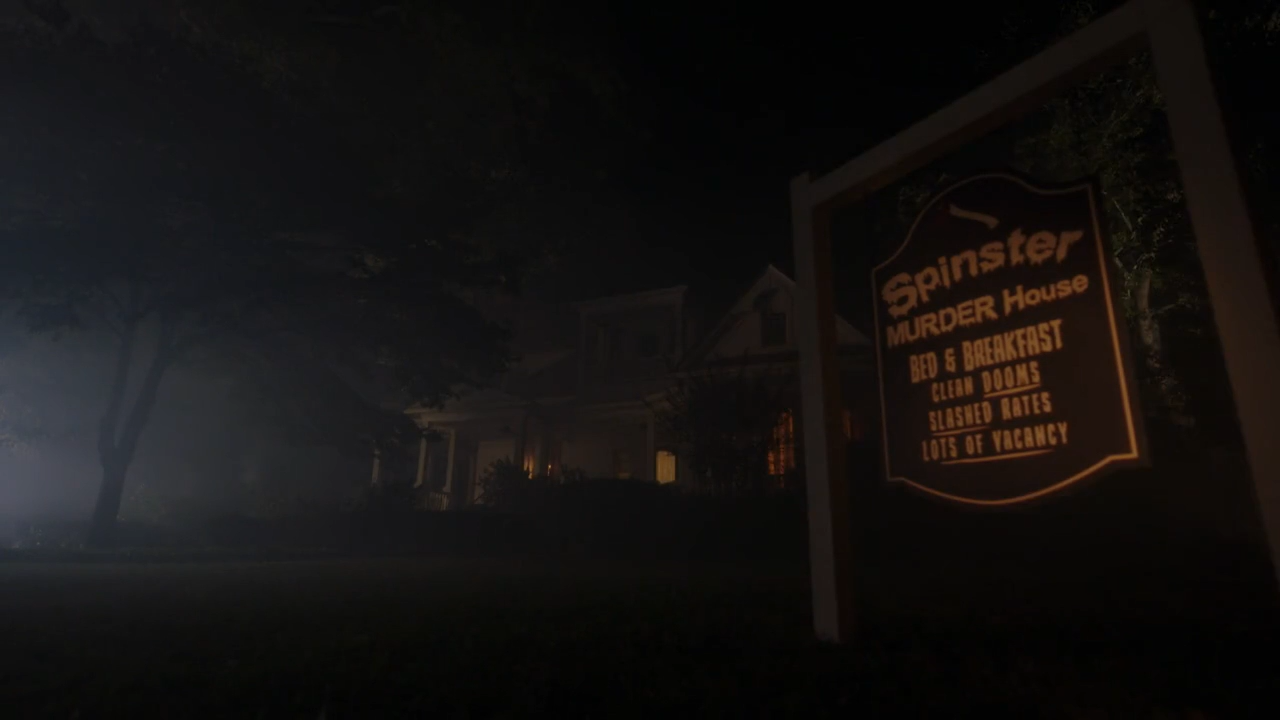 Spinster
MURDER House
BED & BREAKFAST
CLEAN DOOMS
SLASHED RATES
LOTS OF VACANCY